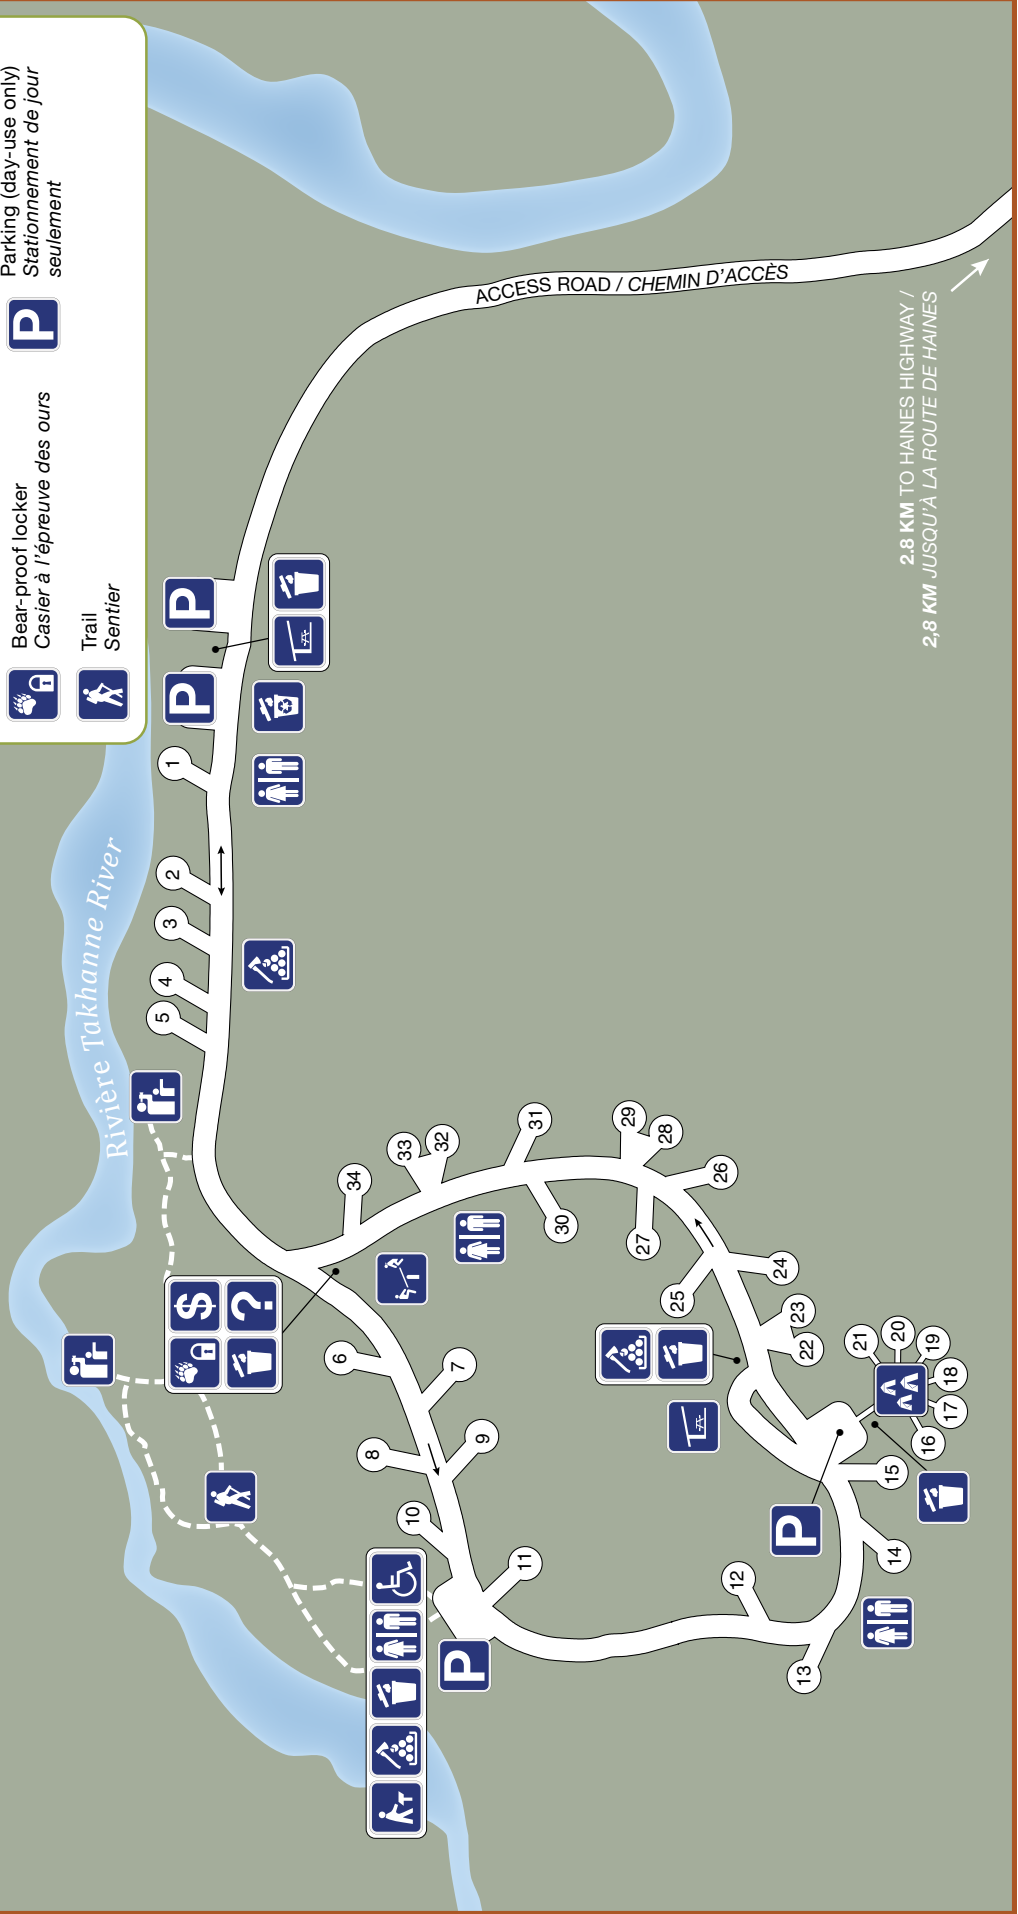 Bear-proof locker
Casier à l'épreuve des ours
Trail
Sentier
P
Parking (day-use only)
Stationnement de jour
seulement
Rivière Takhanne River
ACCESS ROAD / CHEMIN D'ACCÈS
2.8 KM TO HAINES HIGHWAY /
2,8 KM JUSQU'À LA ROUTE DE HAINES
P
P
1
2
3
4
5
$
?
34
33
32
31
30
29
28
27
26
25
24
23
22
21
20
19
18
17
16
15
14
13
12
11
10
9
8
7
6
P
P